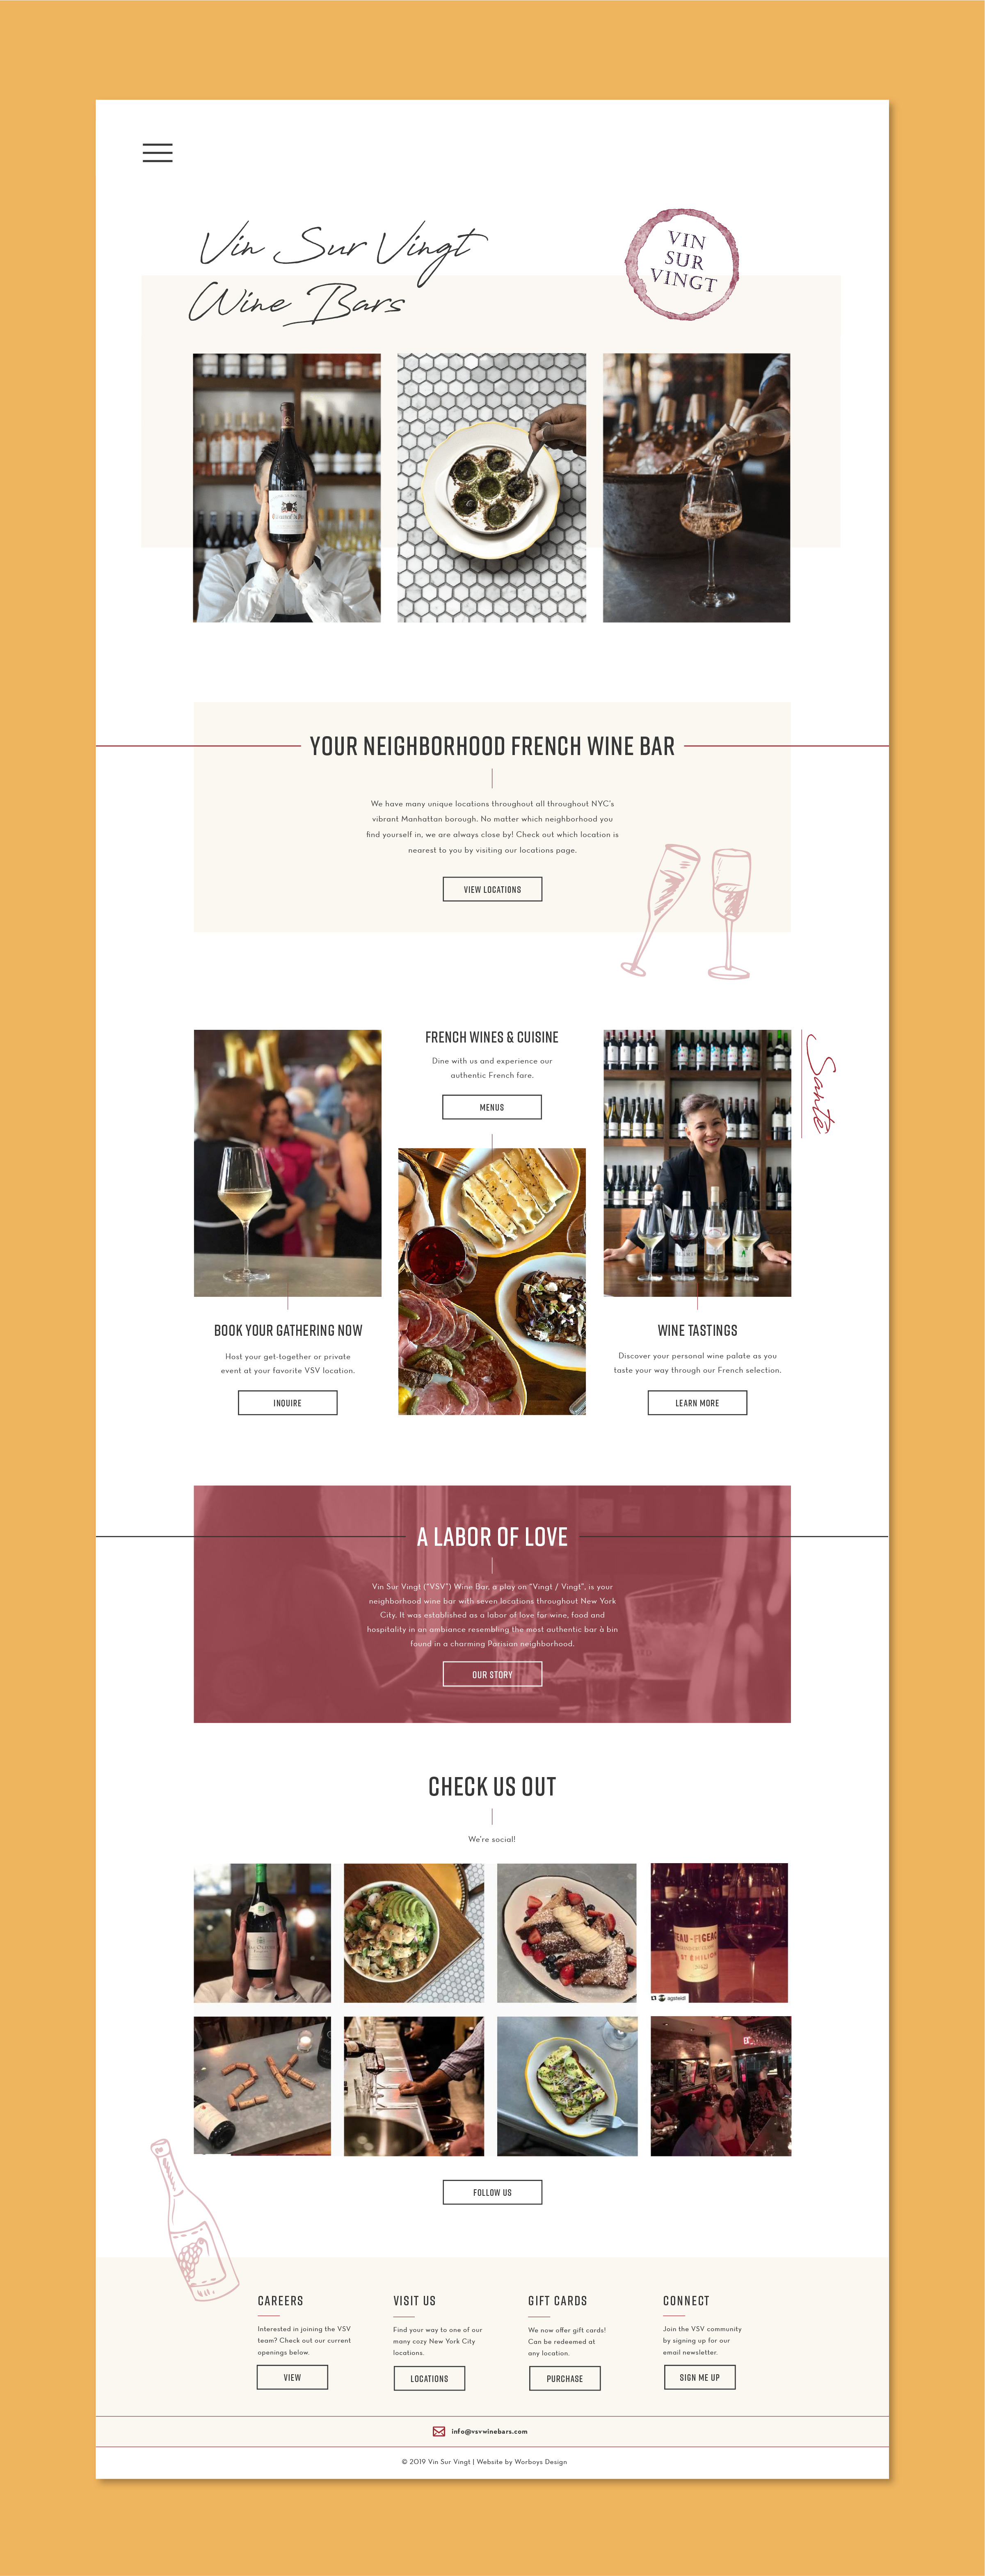 Vin Sur Vingt
Wine Bars
VIN
SUR
VINGT
YOUR NEIGHBORHOOD FRENCH WINE BAR
We have many unique locations throughout all throughout NYC's
vibrant Manhattan borough. No matter which neighborhood you
find yourself in, we are always close by! Check out which location is
nearest to you by visiting our locations page.
VIEW LOCATIONS
FRENCH WINES & CUISINE
Dine with us and experience our
authentic French fare.
MENUS
Santé
BOOK YOUR GATHERING NOW
Host your get-together or private
event at your favorite VSV location.
INQUIRE
WINE TASTINGS
Discover your personal wine palate as you
taste your way through our French selection.
LEARN MORE
A LABOR OF LOVE
Vin Sur Vingt ("VSV") Wine Bar, a play on "Vingt / Vingt", is your
neighborhood wine bar with seven locations throughout New York
City. It was established as a labor of love for wine, food and
hospitality in an ambiance resembling the most authentic bar à bin
found in a charming Parisian neighborhood.
OUR STORY
CHECK US OUT
We're social!
EAU-FIGEAC
ST ÉMILION
agsteidl
2K
FOLLOW US
CAREERS
Interested in joining the VSV
team? Check out our current
openings below.
VIEW
VISIT US
Find your way to one of our
many cozy New York City
locations.
LOCATIONS
GIFT CARDS
We now offer gift cards!
Can be redeemed at
any location.
PURCHASE
CONNECT
Join the VSV community
by signing up for our
email newsletter.
SIGN ME UP
info@vsvwinebars.com
© 2019 Vin Sur Vingt | Website by Worboys Design